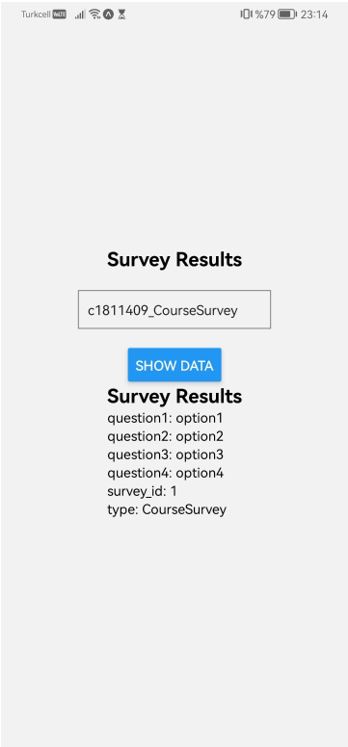 Turkcell VoLTE %79 23:14
Survey Results
c1811409_CourseSurvey
SHOW DATA
Survey Results
question1: option1
question2: option2
question3: option3
question4: option4
survey_id: 1
type: CourseSurvey